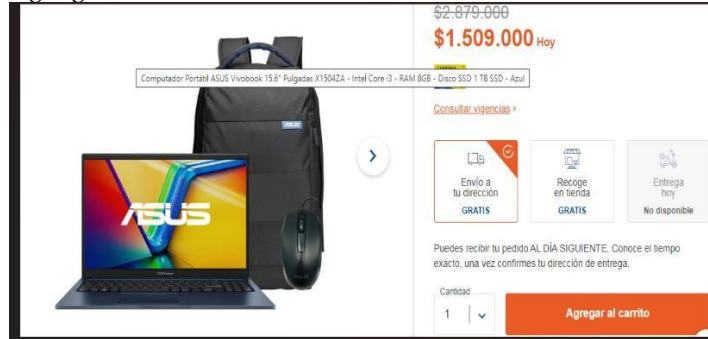 $2.879.000
$1.509.000 Hoy
Computador Portátil ASUS Vivobook 15.6" Pulgadas X1504ZA - Intel Core i3 - RAM 8GB - Disco SSD 1 TB SSD - Azul
Consultar vigencias >
Envío a
tu dirección
GRATIS
Recoge
en tienda
GRATIS
Entrega
hoy
No disponible
ASUS
Puedes recibir tu pedido AL DÍA SIGUIENTE. Conoce el tiempo
exacto, una vez confirmes tu dirección de entrega.
Cantidad
1
Agregar al carrito